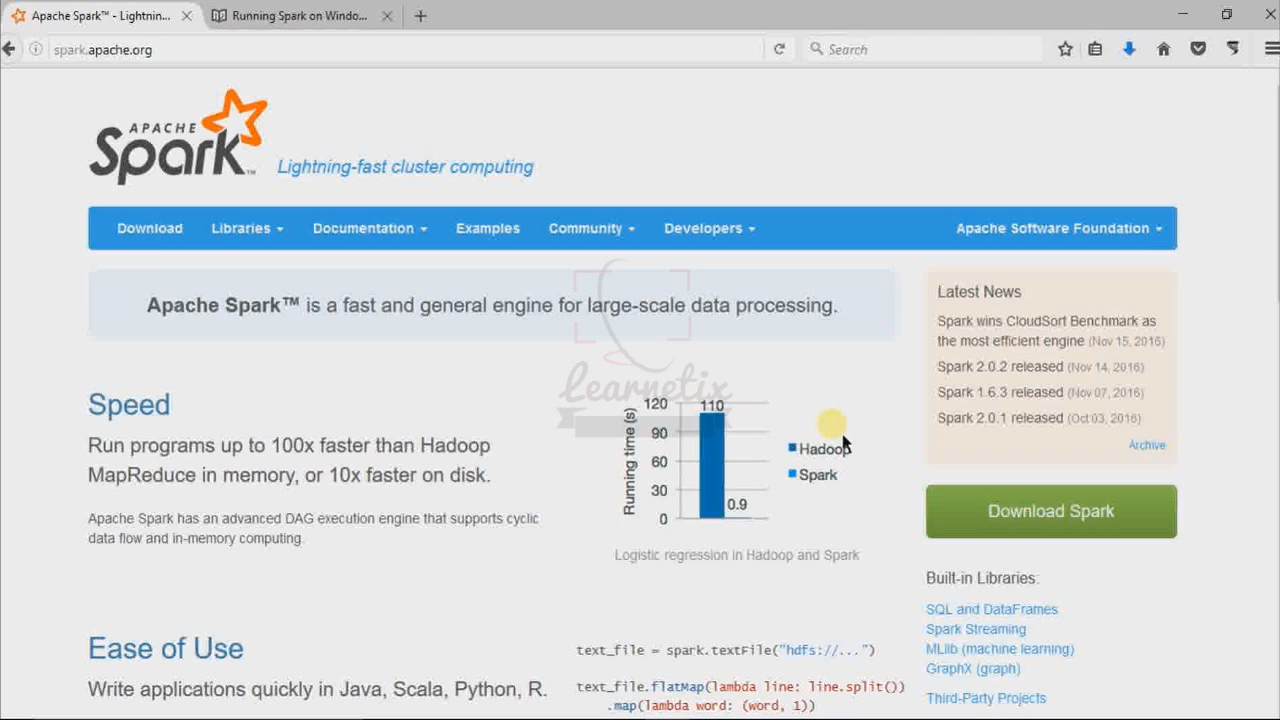 Apache Spark™ - Lightnin...
Running Spark on Windo...
spark.apache.org
Search
APACHE
Spark™
Lightning-fast cluster computing
Download Libraries Documentation Examples Community Developers Apache Software Foundation
Apache Spark™ is a fast and general engine for large-scale data processing.
Latest News
Spark wins CloudSort Benchmark as
the most efficient engine (Nov 15, 2016)
Spark 2.0.2 released (Nov 14, 2016)
Spark 1.6.3 released (Nov 07, 2016)
Spark 2.0.1 released (Oct 03, 2016)
Archive
Download Spark
Built-in Libraries:
SQL and DataFrames
Spark Streaming
MLlib (machine learning)
GraphX (graph)
Third-Party Projects
Speed
Run programs up to 100x faster than Hadoop
MapReduce in memory, or 10x faster on disk.
Apache Spark has an advanced DAG execution engine that supports cyclic
data flow and in-memory computing.
Learnetix
Running time (s)
120
90
60
30
0
110
0.9
Hadoop
Spark
Logistic regression in Hadoop and Spark
Ease of Use
Write applications quickly in Java, Scala, Python, R.
text_file = spark.textFile("hdfs://...")
text_file.flatMap(lambda line: line.split())
.map(lambda word: (word, 1))